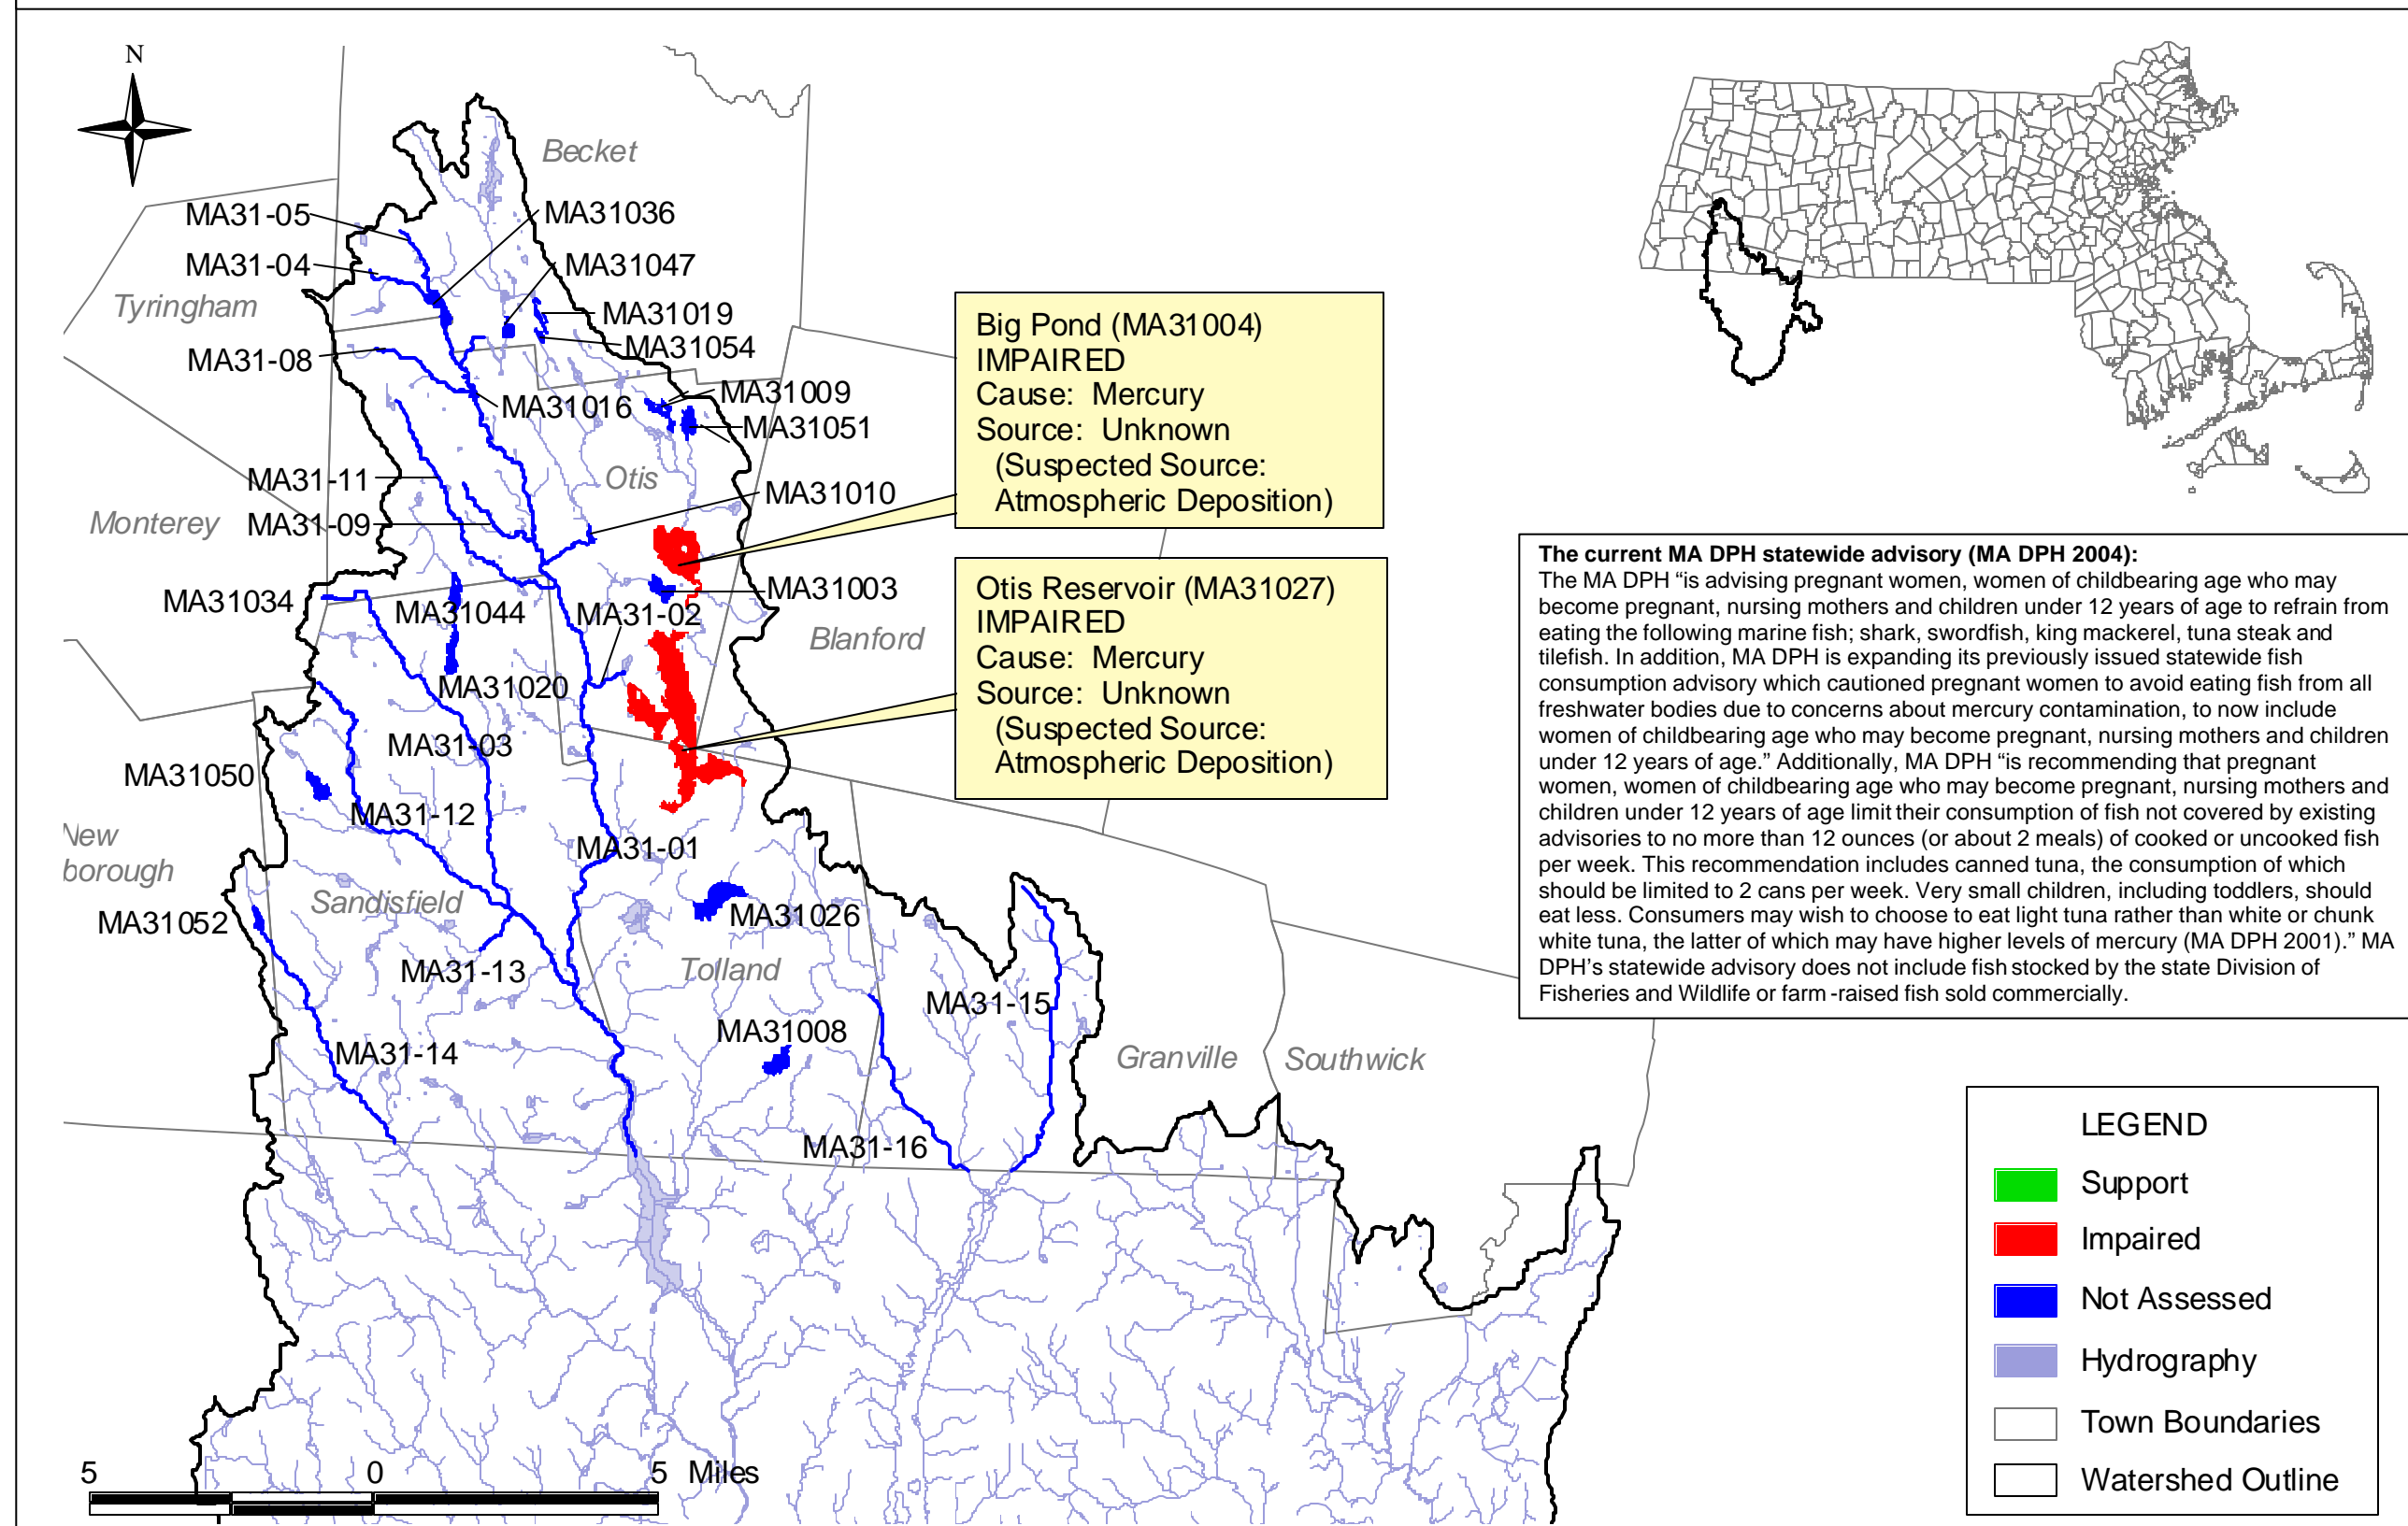 N
Becket
MA31-05
MA31036
MA31-04
MA31047
Tyringham
MA31019
MA31054
MA31-08
MA31009
MA31016
MA31051
Otis
MA31-11
MA31010
Monterey
MA31-09
MA31003
MA31034
MA31044
MA31-02
Blanford
MA31020
MA31-03
MA31050
MA31-12
New
borough
MA31-01
Sandisfield
MA31052
MA31026
MA31-13
Tolland
MA31-15
MA31008
MA31-14
Granville
Southwick
MA31-16
5 0 5 Miles
Big Pond (MA31004)
IMPAIRED
Cause: Mercury
Source: Unknown
(Suspected Source:
Atmospheric Deposition)
Otis Reservoir (MA31027)
IMPAIRED
Cause: Mercury
Source: Unknown
(Suspected Source:
Atmospheric Deposition)
The current MA DPH statewide advisory (MA DPH 2004):
The MA DPH “is advising pregnant women, women of childbearing age who may
become pregnant, nursing mothers and children under 12 years of age to refrain from
eating the following marine fish; shark, swordfish, king mackerel, tuna steak and
tilefish. In addition, MA DPH is expanding its previously issued statewide fish
consumption advisory which cautioned pregnant women to avoid eating fish from all
freshwater bodies due to concerns about mercury contamination, to now include
women of childbearing age who may become pregnant, nursing mothers and children
under 12 years of age.” Additionally, MA DPH “is recommending that pregnant
women, women of childbearing age who may become pregnant, nursing mothers and
children under 12 years of age limit their consumption of fish not covered by existing
advisories to no more than 12 ounces (or about 2 meals) of cooked or uncooked fish
per week. This recommendation includes canned tuna, the consumption of which
should be limited to 2 cans per week. Very small children, including toddlers, should
eat less. Consumers may wish to choose to eat light tuna rather than white or chunk
white tuna, the latter of which may have higher levels of mercury (MA DPH 2001).” MA
DPH’s statewide advisory does not include fish stocked by the state Division of
Fisheries and Wildlife or farm -raised fish sold commercially.
LEGEND
Support
Impaired
Not Assessed
Hydrography
Town Boundaries
Watershed Outline